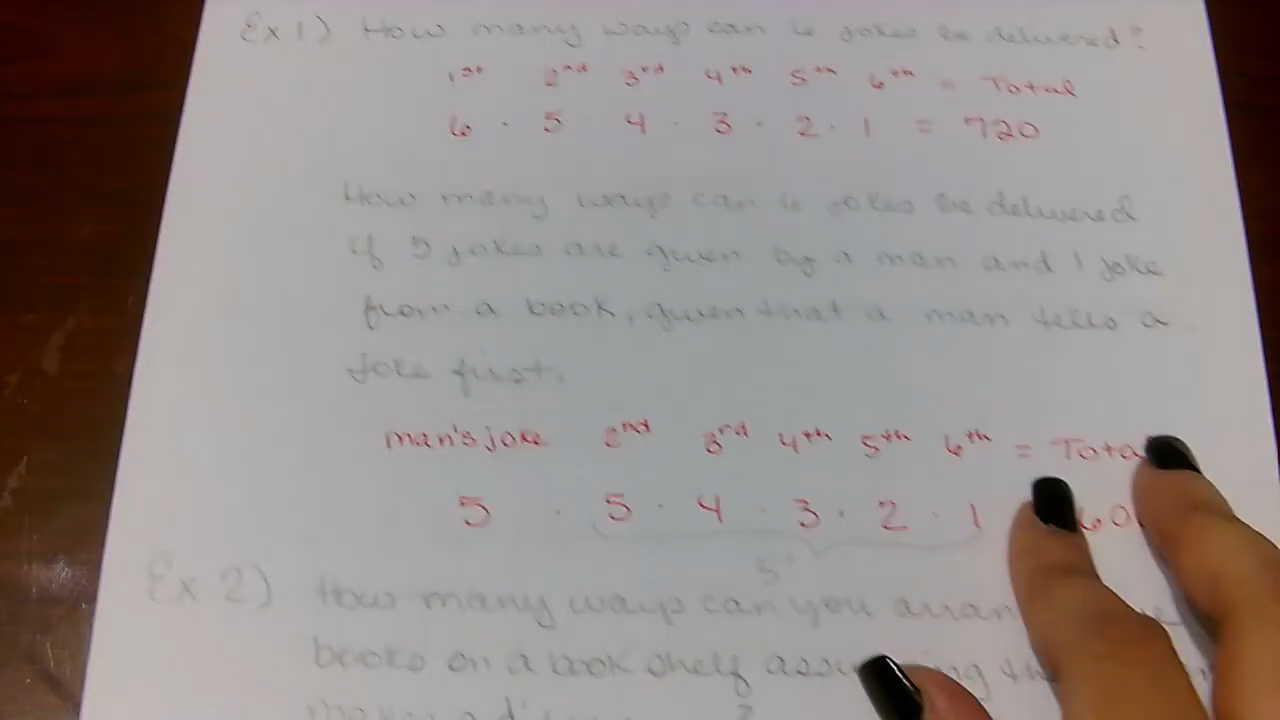 Ex 1) How many ways can 6 jokes be delivered?
1st 2nd 3rd 4th 5th 6th = Total
6 · 5 · 4 · 3 · 2 · 1 = 720
How many ways can 6 jokes be delivered
if 5 jokes are given by a man and 1 joke
from a book, given that a man tells a
joke first.
man's joke 2nd 3rd 4th 5th 6th = Total
5 · 5 · 4 · 3 · 2 · 1 60
5!
Ex 2) How many ways can you
books on a book shelf